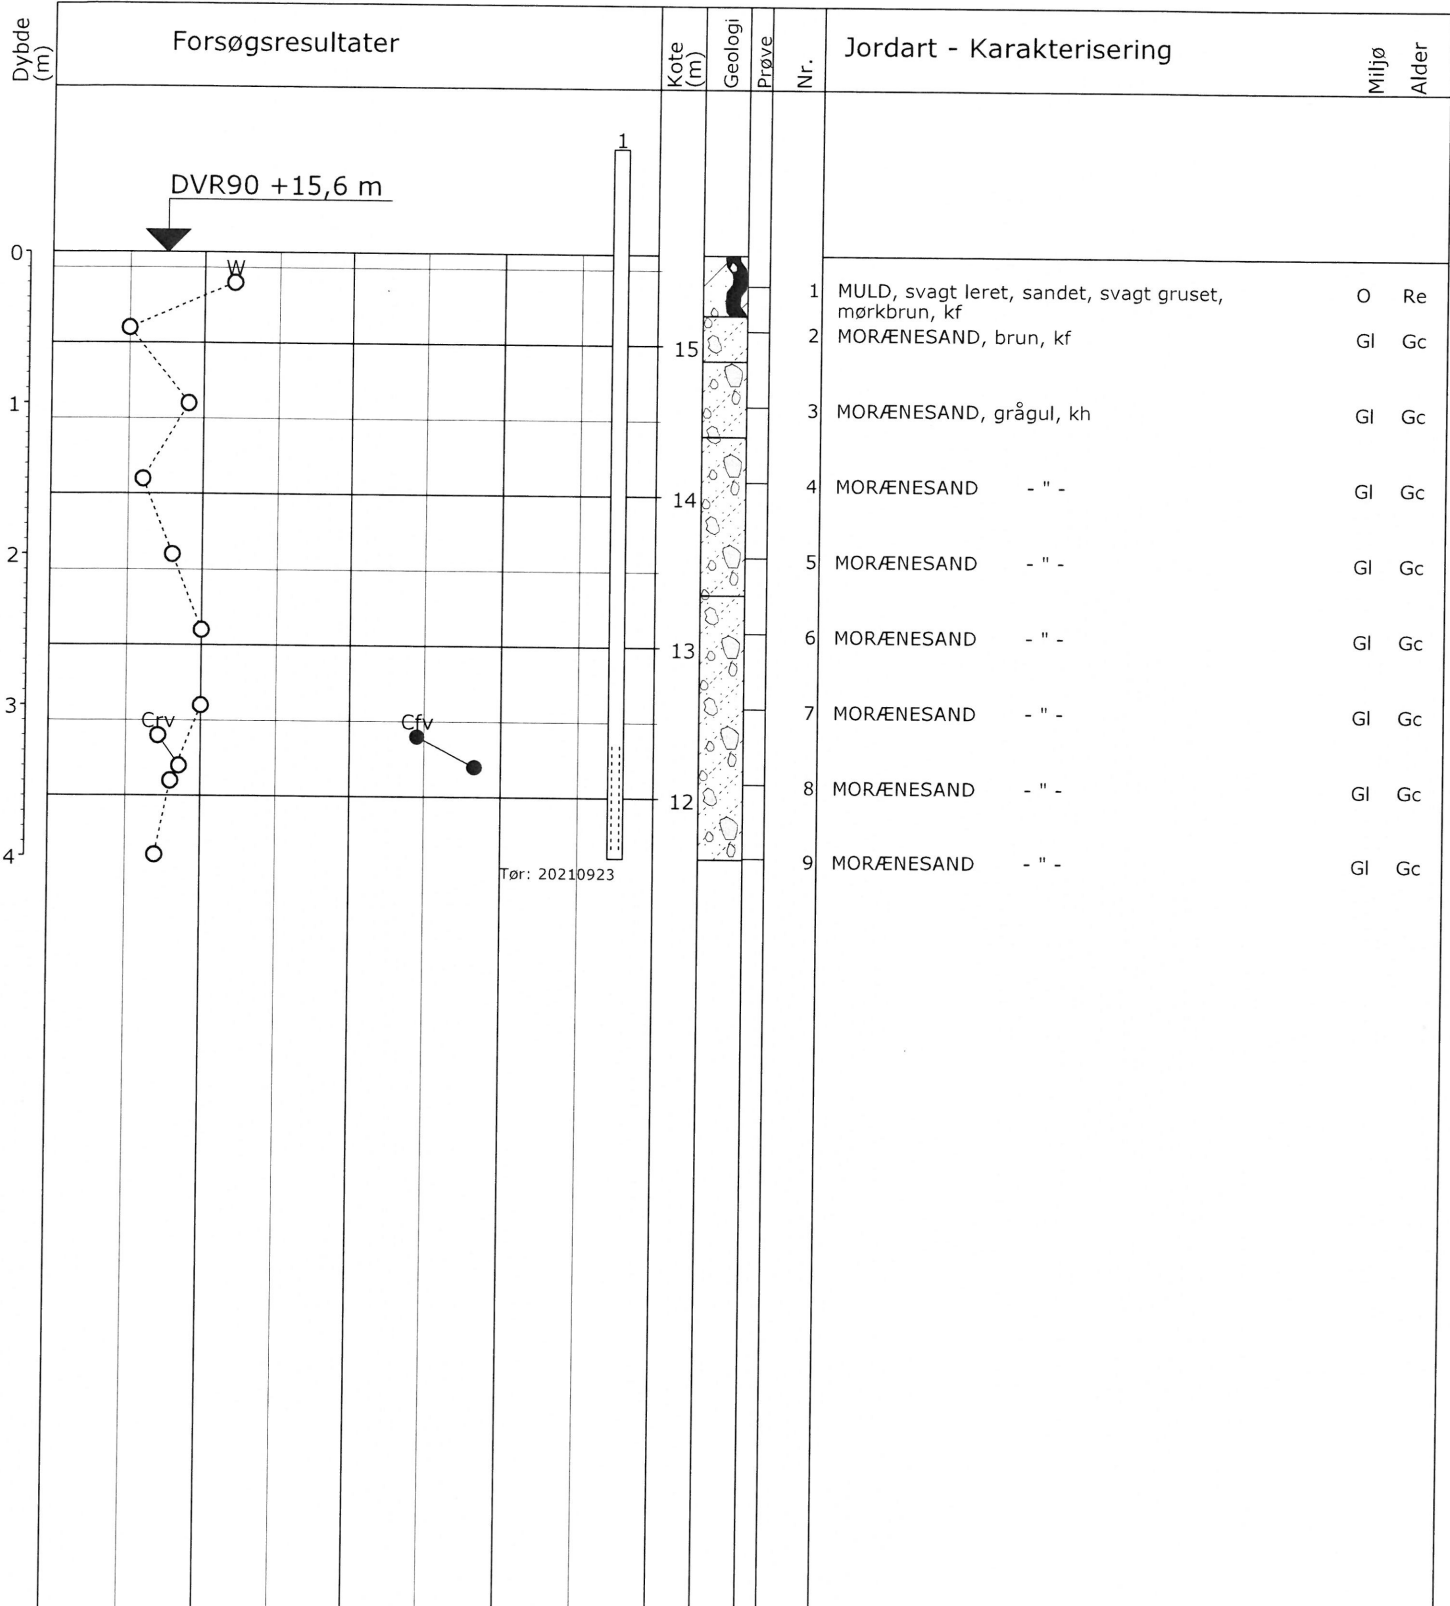 Dybde
(m)
Forsøgsresultater
Kote
(m)
Geologi
Prøve
Nr.
Jordart - Karakterisering
Miljø
Alder
1
DVR90 +15,6 m
0
W
1 MULD, svagt leret, sandet, svagt gruset, O Re
mørkbrun, kf
15
2 MORÆNESAND, brun, kf Gl Gc
1
3 MORÆNESAND, grågul, kh Gl Gc
14
4 MORÆNESAND - " - Gl Gc
2
5 MORÆNESAND - " - Gl Gc
13
6 MORÆNESAND - " - Gl Gc
3
Crv
Cfv
7 MORÆNESAND - " - Gl Gc
12
8 MORÆNESAND - " - Gl Gc
4
Tør: 20210923
9 MORÆNESAND - " - Gl Gc